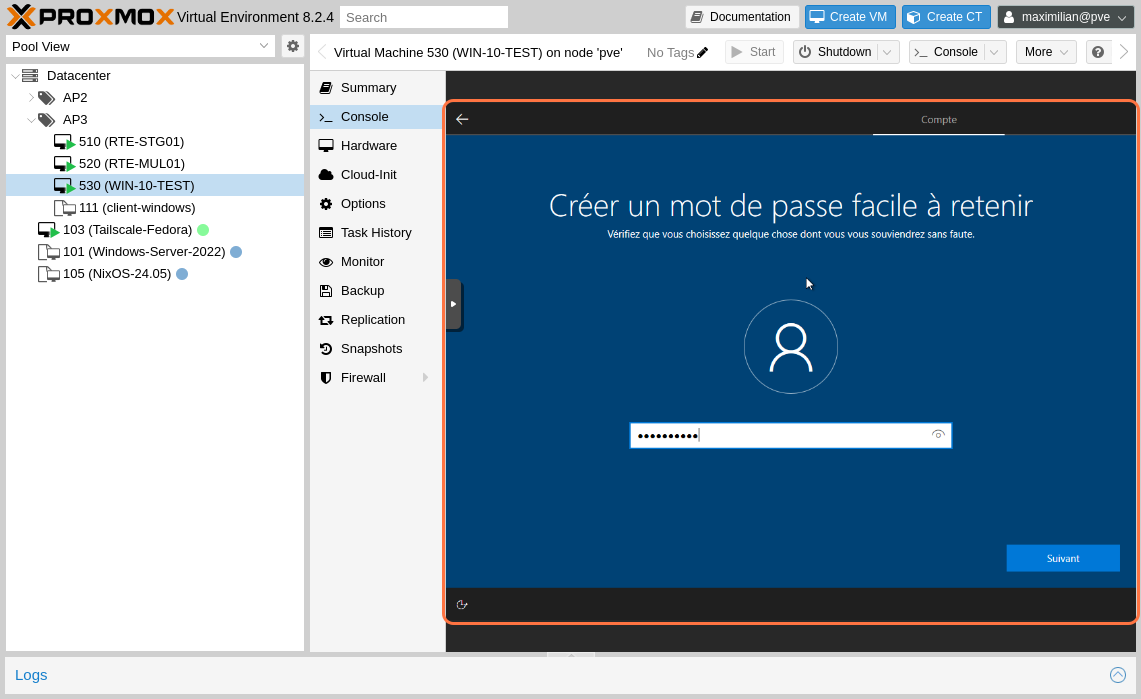 PROXMOX Virtual Environment 8.2.4
Search
Documentation
Create VM
Create CT
maximilian@pve
Pool View
Datacenter
AP2
AP3
510 (RTE-STG01)
520 (RTE-MUL01)
530 (WIN-10-TEST)
111 (client-windows)
103 (Tailscale-Fedora)
101 (Windows-Server-2022)
105 (NixOS-24.05)
Virtual Machine 530 (WIN-10-TEST) on node 'pve'
No Tags
Start
Shutdown
Console
More
Summary
Console
Hardware
Cloud-Init
Options
Task History
Monitor
Backup
Replication
Snapshots
Firewall
Compte
Créer un mot de passe facile à retenir
Vérifiez que vous choisissez quelque chose dont vous vous souviendrez sans faute.
Suivant
Logs